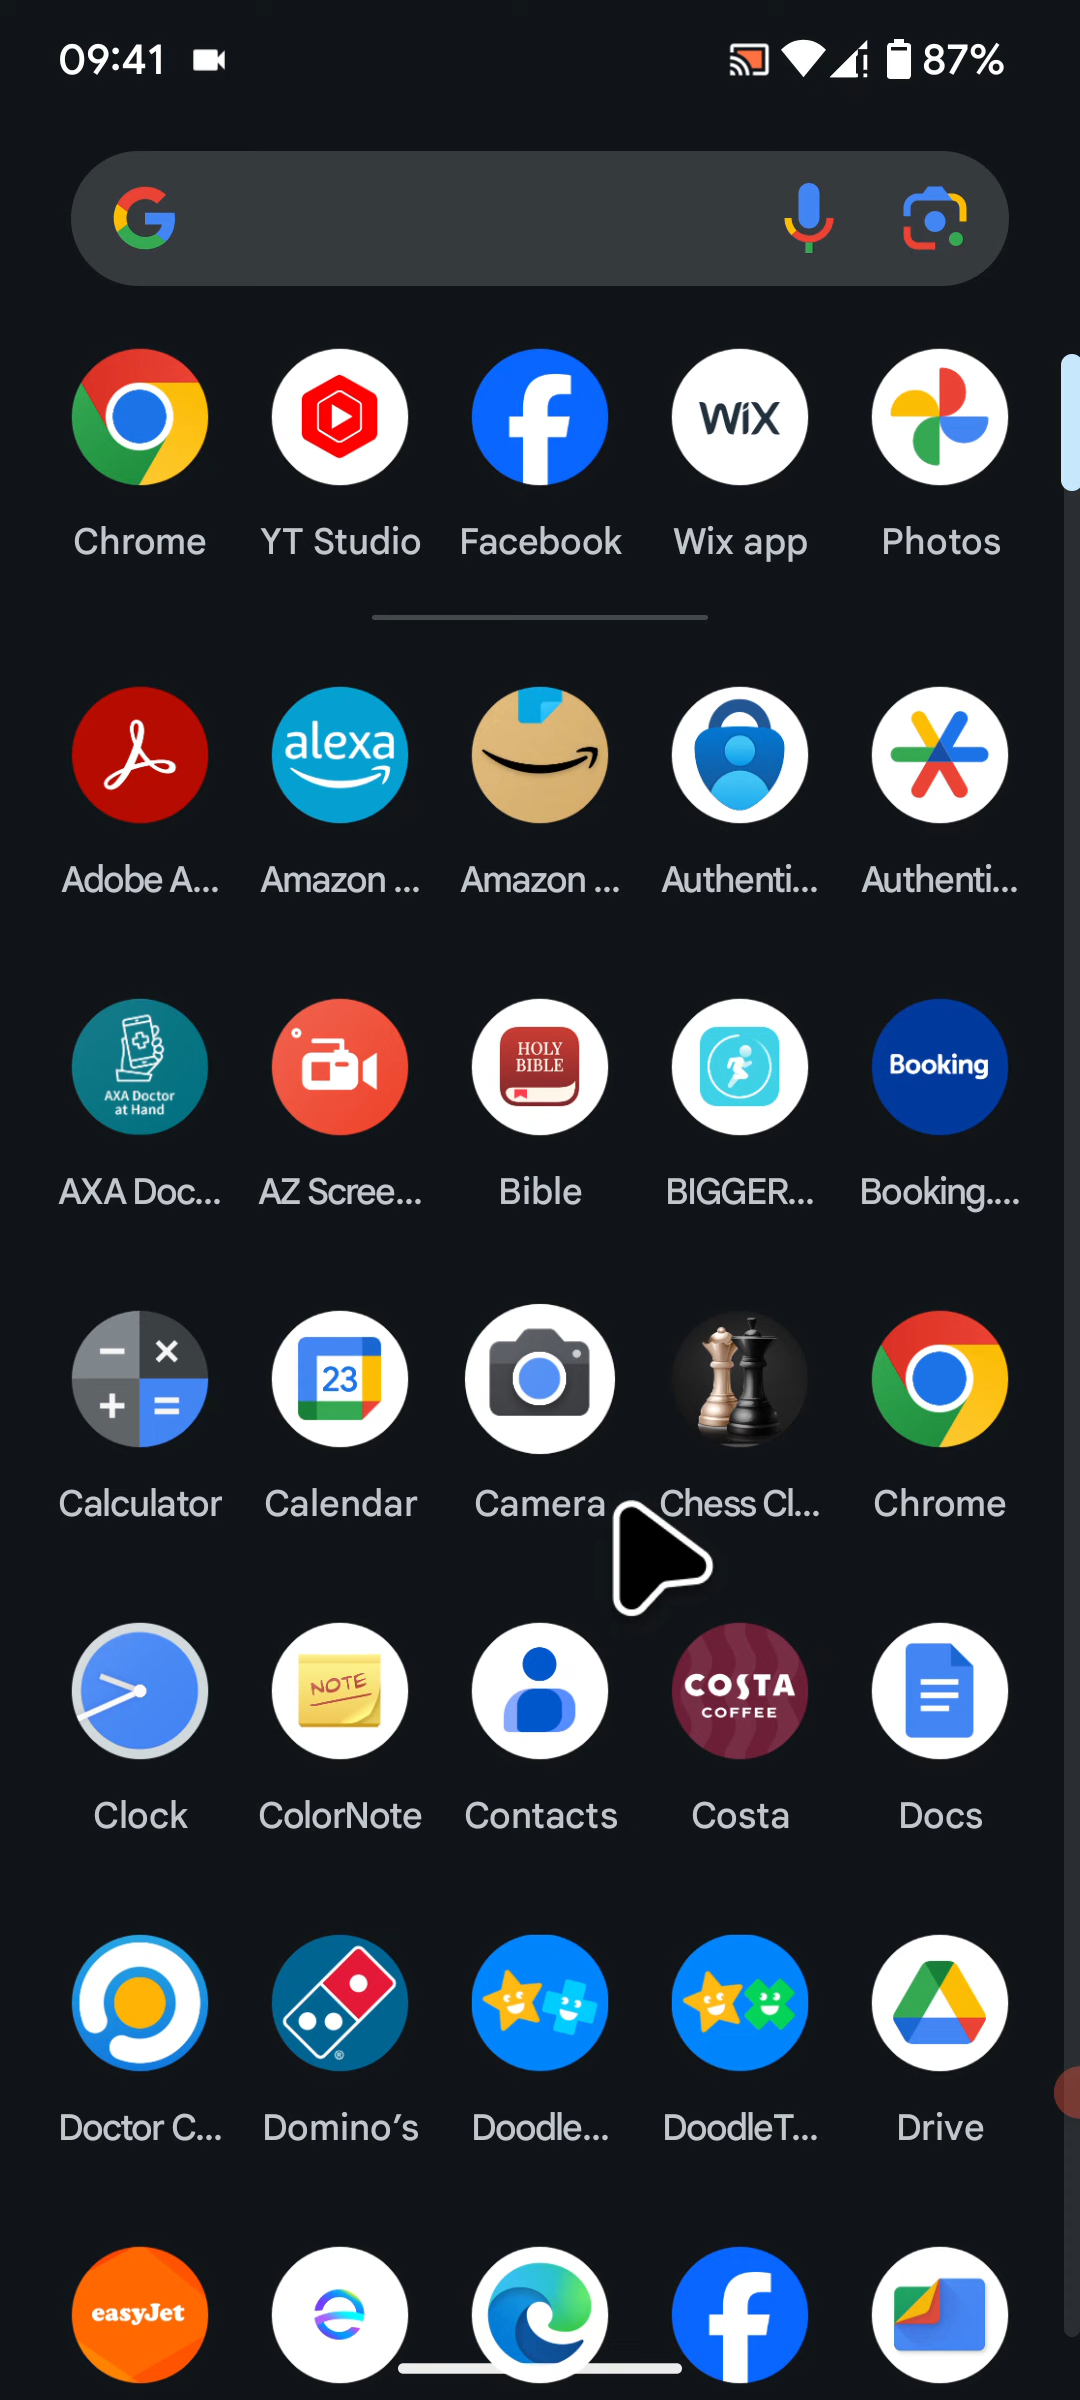 09:41
87%
WiX
Chrome
YT Studio
Facebook
Wix app
Photos
alexa
Adobe A...
Amazon ...
Amazon ...
Authenti...
Authenti...
AXA Doctor
at Hand
HOLY
BIBLE
Booking
AXA Doc...
AZ Scree...
Bible
BIGGER...
Booking....
23
Calculator
Calendar
Camera
Chess Cl...
Chrome
NOTE
COSTA
COFFEE
Clock
ColorNote
Contacts
Costa
Docs
Doctor C...
Domino's
Doodle...
DoodleT...
Drive
easyJet